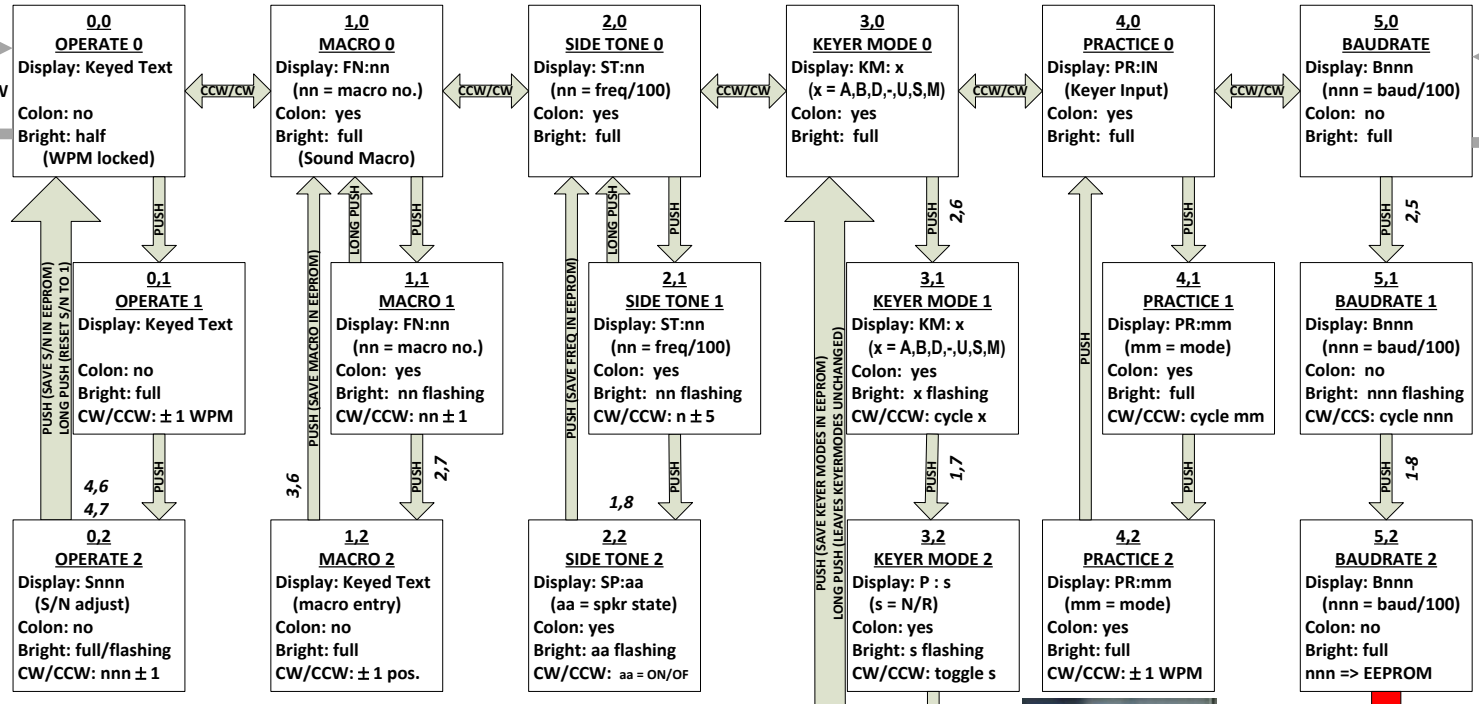 0,0
OPERATE 0
Display: Keyed Text
Colon: no
Bright: half
(WPM locked)
CCW/CW
1,0
MACRO 0
Display: FN:nn
(nn = macro no.)
Colon: yes
Bright: full
(Sound Macro)
CCW/CW
2,0
SIDE TONE 0
Display: ST:nn
(nn = freq/100)
Colon: yes
Bright: full
CCW/CW
3,0
KEYER MODE 0
Display: KM: x
(x = A,B,D,-,U,S,M)
Colon: yes
Bright: full
CCW/CW
4,0
PRACTICE 0
Display: PR:IN
(Keyer Input)
Colon: yes
Bright: full
CCW/CW
5,0
BAUDRATE
Display: Bnnn
(nnn = baud/100)
Colon: no
Bright: full
PUSH (SAVE S/N IN EEPROM)
LONG PUSH (RESET S/N TO 1)
PUSH
PUSH (SAVE MACRO IN EEPROM)
LONG PUSH
PUSH
PUSH (SAVE FREQ IN EEPROM)
LONG PUSH
PUSH
PUSH (SAVE KEYER MODES IN EEPROM)
LONG PUSH (LEAVES KEYERMODES UNCHANGED)
PUSH
2,6
PUSH
PUSH
PUSH
2,5
0,1
OPERATE 1
Display: Keyed Text
Colon: no
Bright: full
CW/CCW: ± 1 WPM
1,1
MACRO 1
Display: FN:nn
(nn = macro no.)
Colon: yes
Bright: nn flashing
CW/CCW: nn ± 1
2,1
SIDE TONE 1
Display: ST:nn
(nn = freq/100)
Colon: yes
Bright: nn flashing
CW/CCW: n ± 5
3,1
KEYER MODE 1
Display: KM: x
(x = A,B,D,-,U,S,M)
Colon: yes
Bright: x flashing
CW/CCW: cycle x
4,1
PRACTICE 1
Display: PR:mm
(mm = mode)
Colon: yes
Bright: full
CW/CCW: cycle mm
5,1
BAUDRATE 1
Display: Bnnn
(nnn = baud/100)
Colon: no
Bright: nnn flashing
CW/CCS: cycle nnn
4,6
4,7
PUSH
3,6
PUSH
2,7
1,8
PUSH
PUSH
1,7
PUSH
PUSH
1-8
0,2
OPERATE 2
Display: Snnn
(S/N adjust)
Colon: no
Bright: full/flashing
CW/CCW: nnn ± 1
1,2
MACRO 2
Display: Keyed Text
(macro entry)
Colon: no
Bright: full
CW/CCW: ± 1 pos.
2,2
SIDE TONE 2
Display: SP:aa
(aa = spkr state)
Colon: yes
Bright: aa flashing
CW/CCW: aa = ON/OF
3,2
KEYER MODE 2
Display: P : s
(s = N/R)
Colon: yes
Bright: s flashing
CW/CCW: toggle s
4,2
PRACTICE 2
Display: PR:mm
(mm = mode)
Colon: yes
Bright: full
CW/CCW: ± 1 WPM
5,2
BAUDRATE 2
Display: Bnnn
(nnn = baud/100)
Colon: no
Bright: full
nnn => EEPROM